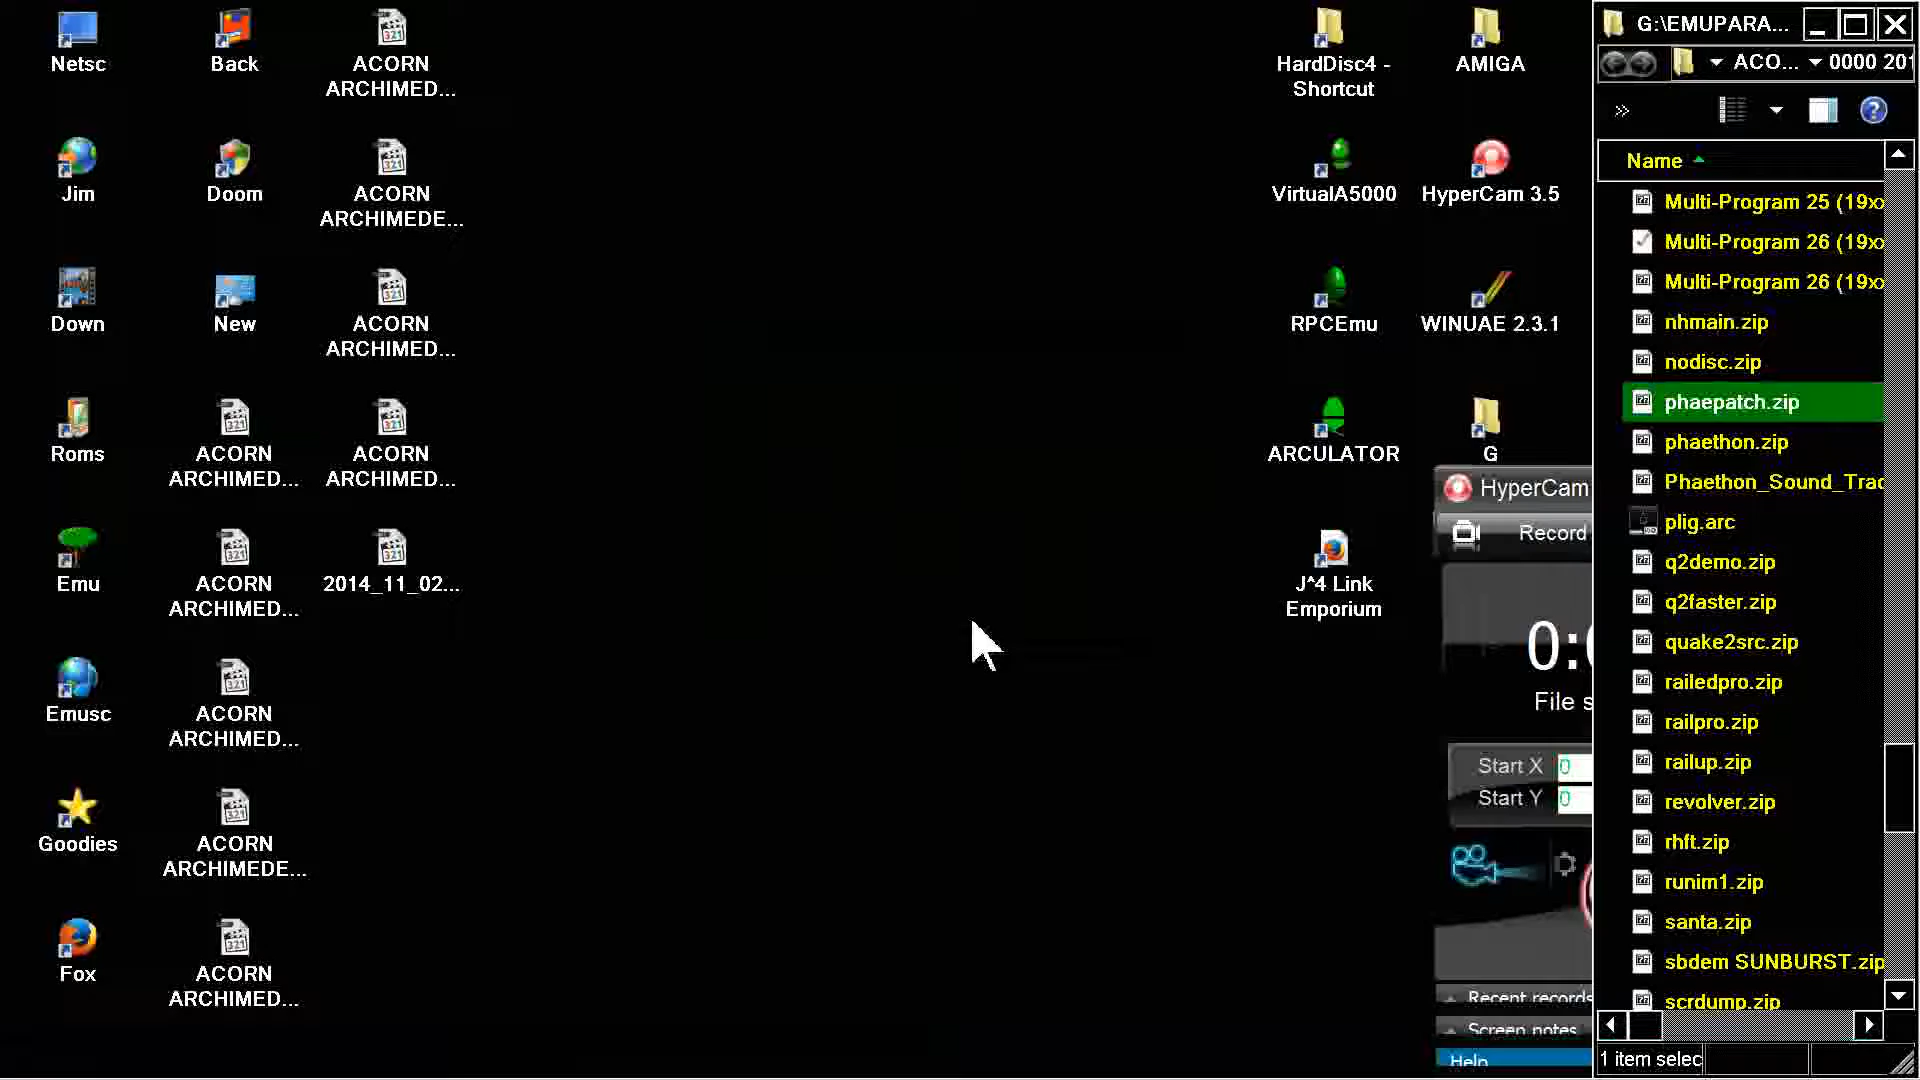 Netsc
Back
ACORN
ARCHIMED...
Jim
Doom
ACORN
ARCHIMEDE...
Down
New
ACORN
ARCHIMED...
Roms
ACORN
ARCHIMED...
ACORN
ARCHIMED...
Emu
ACORN
ARCHIMED...
2014_11_02...
Emusc
ACORN
ARCHIMED...
Goodies
ACORN
ARCHIMEDE...
Fox
ACORN
ARCHIMED...
HardDisc4 -
Shortcut
AMIGA
VirtualA5000
HyperCam 3.5
RPCEmu
WINUAE 2.3.1
ARCULATOR
G
J^4 Link
Emporium
HyperCam
Record
0:
File s
Start X 0
Start Y 0
Recent records
Screen notes
Help
G:\EMUPARA...
ACO... 0000 201
Name
Multi-Program 25 (19xx
Multi-Program 26 (19xx
Multi-Program 26 (19xx
nhmain.zip
nodisc.zip
phaepatch.zip
phaethon.zip
Phaethon_Sound_Trac
plig.arc
q2demo.zip
q2faster.zip
quake2src.zip
railedpro.zip
railpro.zip
railup.zip
revolver.zip
rhft.zip
runim1.zip
santa.zip
sbdem SUNBURST.zip
scrdump.zip
1 item selec